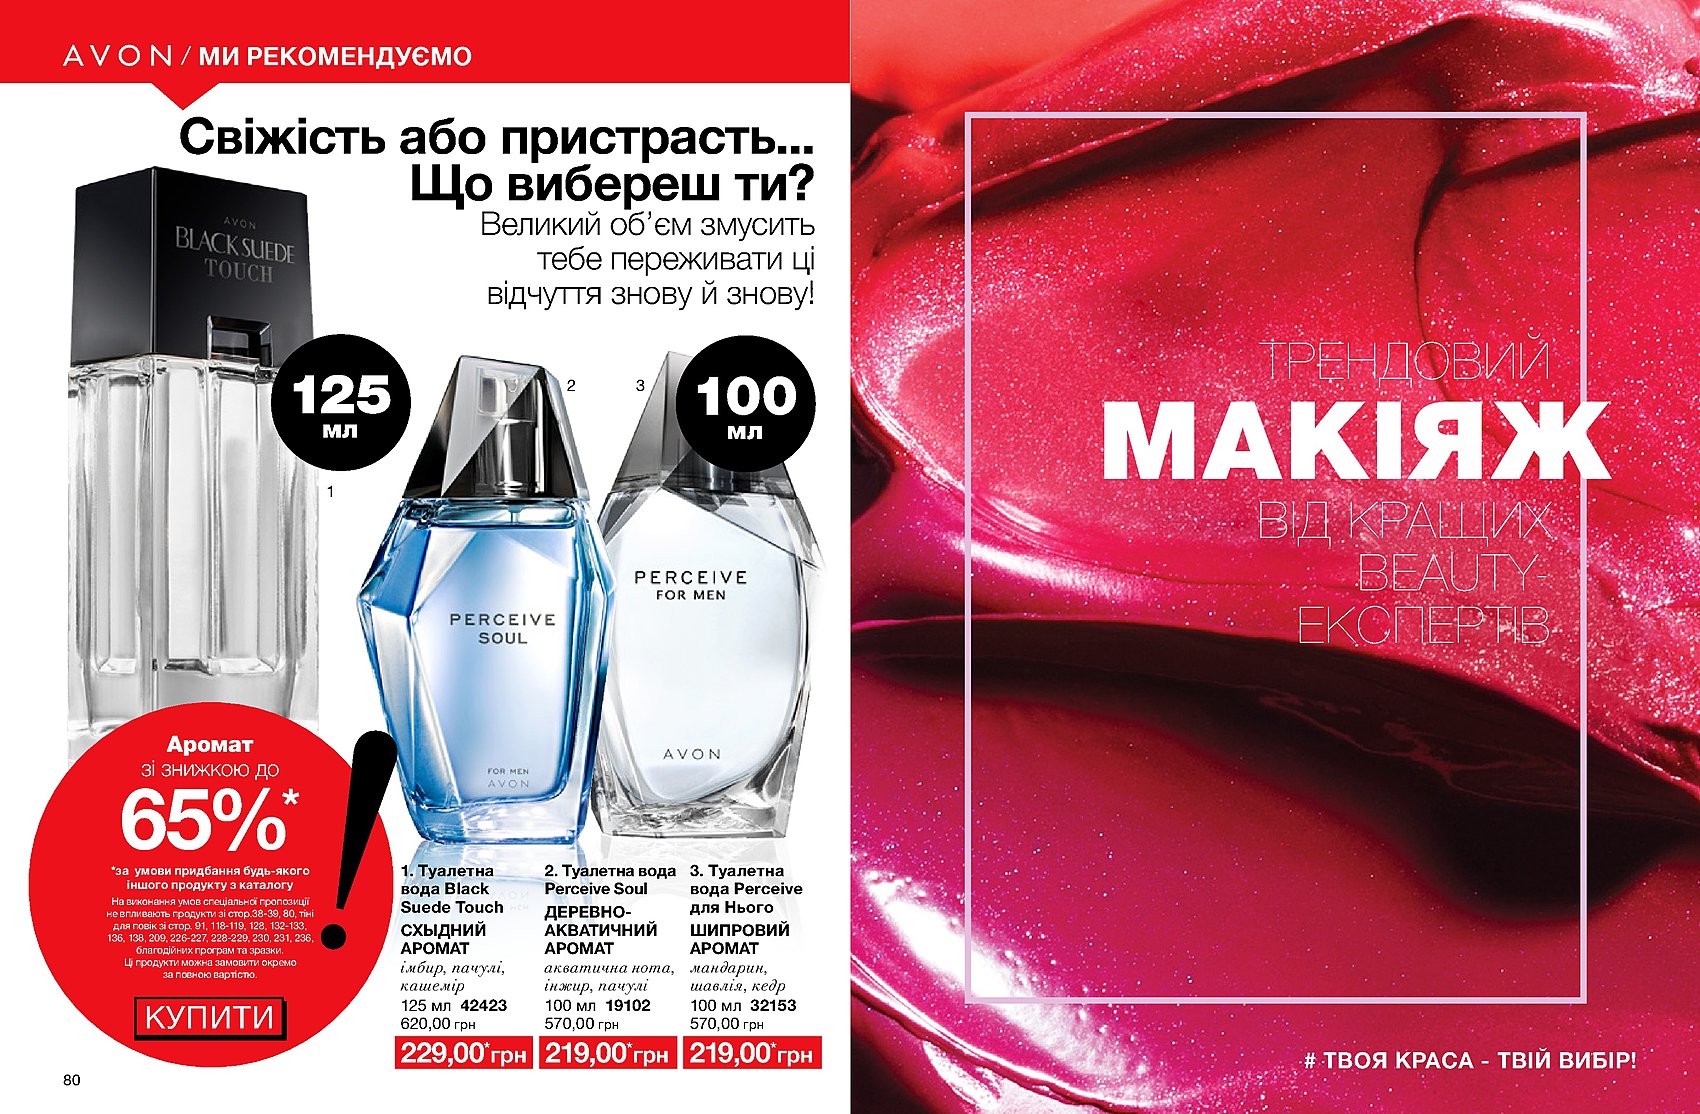 AVON / МИ РЕКОМЕНДУЄМО
Свіжість або пристрасть...
Що вибереш ти?
Великий об’єм змусить
тебе переживати ці
відчуття знову й знову!
AVON
BLACK SUEDE
TOUCH
125
мл
1
2
3
100
мл
PERCEIVE
SOUL
FOR MEN
AVON
PERCEIVE
FOR MEN
AVON
Аромат
ЗІ ЗНИЖКОЮ ДО
65%*
*за умови придбання будь-якого
іншого продукту з каталогу
На виконання умов спеціальної пропозиції
не впливають продукти зі стор.38-39, 80, тіні
для повік зі стор. 91, 118-119, 128, 132-133,
136, 138, 209, 226-227, 228-229, 230, 231, 236,
благодійних програм та зразки.
Ці продукти можна замовити окремо
за повною вартістю.
КУПИТИ
!
1. Туалетна
вода Black
Suede Touch
СХЫДНИЙ
АРОМАТ
імбир, пачулі,
кашемір
125 мл 42423
620,00 грн
229,00*грн
2. Туалетна вода
Perceive Soul
ДЕРЕВНО-
АКВАТИЧНИЙ
АРОМАТ
акватична нота,
інжир, пачулі
100 мл 19102
570,00 грн
219,00*грн
3. Туалетна
вода Perceive
для Нього
ШИПРОВИЙ
АРОМАТ
мандарин,
шавлія, кедр
100 мл 32153
570,00 грн
219,00*грн
80
ТРЕНДОВИЙ
МАКІЯЖ
ВІД КРАЩИХ
BEAUTY-
ЕКСПЕРТІВ
# ТВОЯ КРАСА - ТВІЙ ВИБІР!